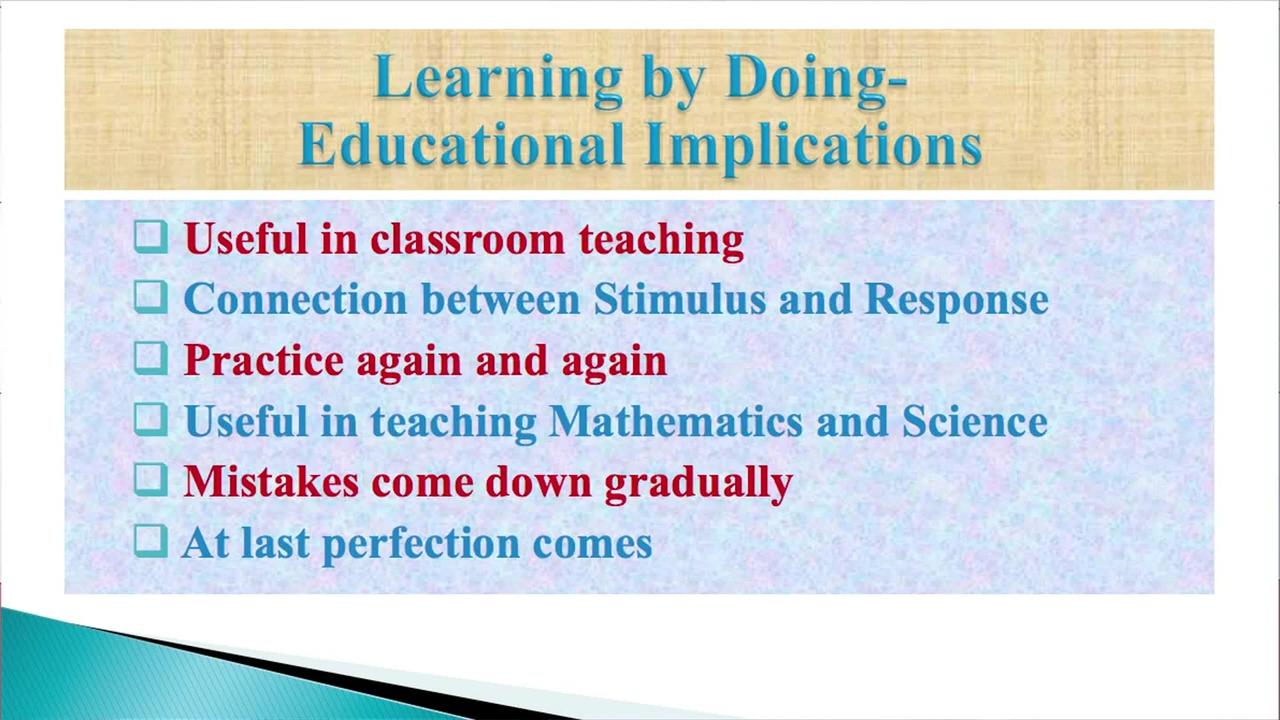 Learning by Doing-
Educational Implications
Useful in classroom teaching
Connection between Stimulus and Response
Practice again and again
Useful in teaching Mathematics and Science
Mistakes come down gradually
At last perfection comes